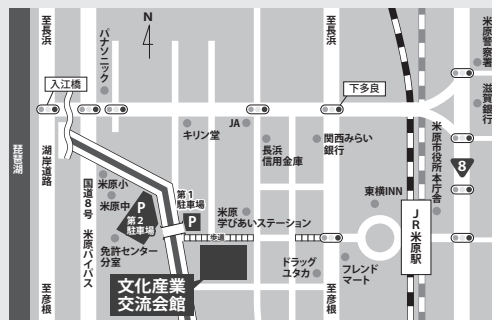 至長浜
パナソニック
N
至長浜
米原警察署
入江橋
下多良
滋賀銀行
琵琶湖
キリン堂
JA
長浜
信用金庫
関西みらい
銀行
湖岸道路
米原市役所本庁舎
8
米原小
米原中
国道8号 米原バイパス
P
第2
駐車場
第1
駐車場
P
米原
学びあいステーション
東横INN
JR米原駅
歩道
免許センター
分室
ドラッグ
ユタカ
フレンド
マート
文化産業
交流会館
至彦根
至彦根